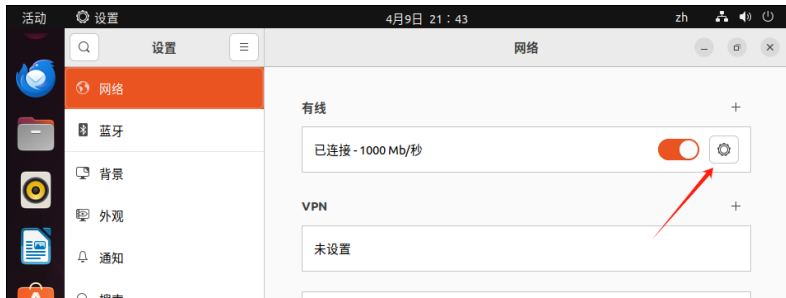 活动 设置 4月9日 21：43 zh
设置 网络
网络
蓝牙
背景
外观
通知
有线
已连接 - 1000 Mb/秒
VPN
未设置